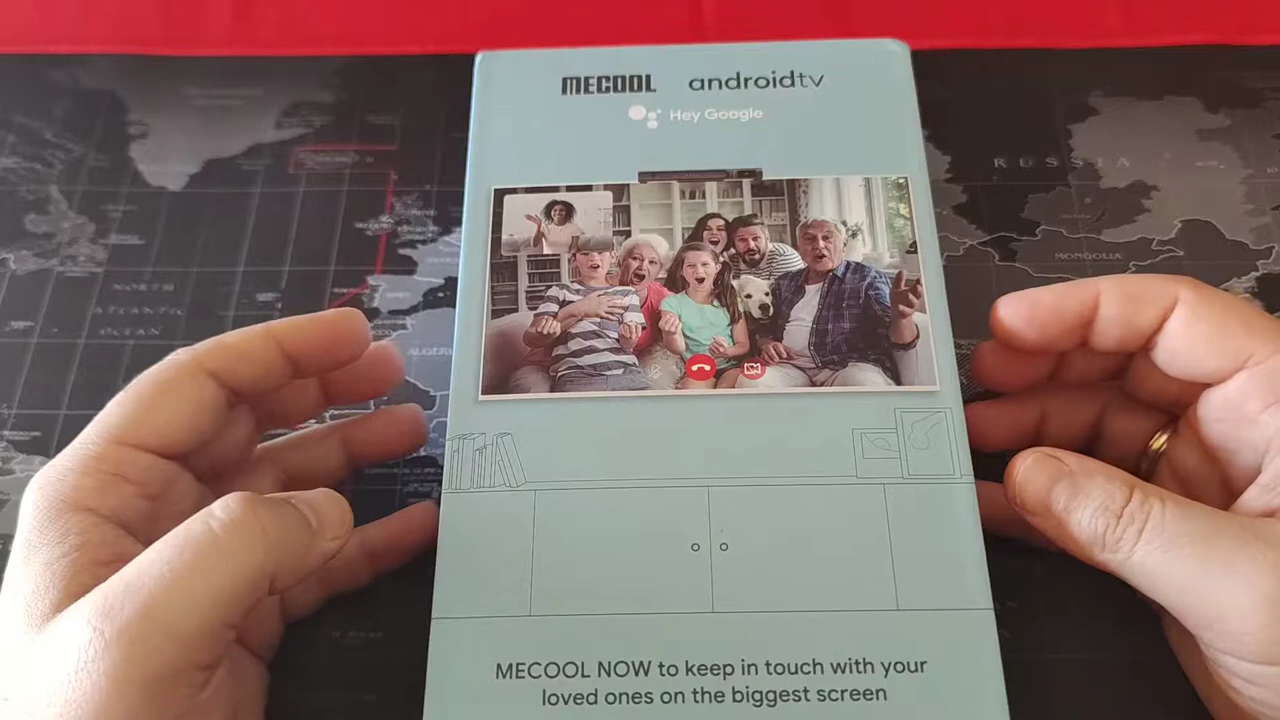 MECOOL androidtv
Hey Google
RUSSIA
MONGOLIA
NORTH
ATLANTIC
OCEAN
ALGERIA
MECOOL NOW to keep in touch with your
loved ones on the biggest screen